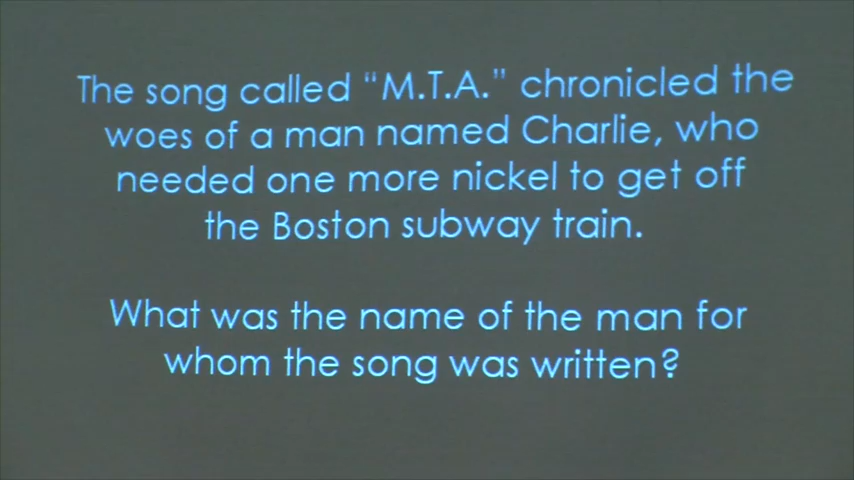 The song called “M.T.A.” chronicled the
woes of a man named Charlie, who
needed one more nickel to get off
the Boston subway train.
What was the name of the man for
whom the song was written?